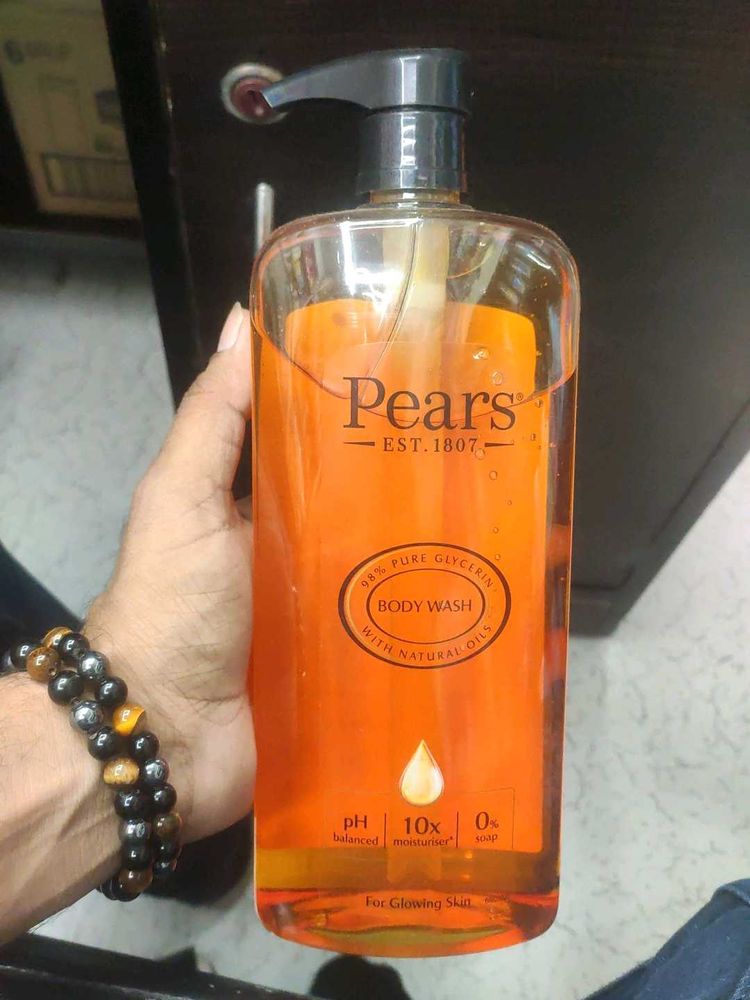 Pears®
EST. 1807
98% PURE GLYCERIN
BODY WASH
WITH NATURAL OILS
pH
balanced
10x
moisturiser*
0%
soap
For Glowing Skin